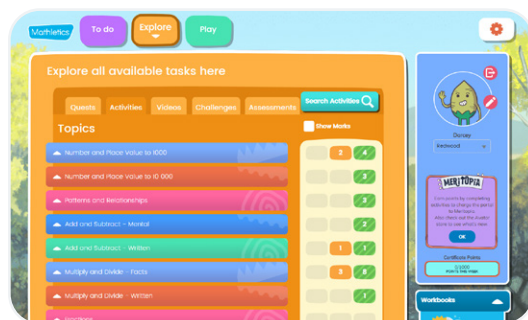 Mathletics
To do
Explore
Play
Explore all available tasks here
Quests
Activities
Videos
Challenges
Assessments
Search Activities
Topics
Show Marks
Number and Place Value to 1000
2
4
Number and Place Value to 10 000
3
Patterns and Relationships
3
Add and Subtract - Mental
2
Add and Subtract - Written
1
1
Multiply and Divide - Facts
3
8
Multiply and Divide - Written
1
Fractions
Redwood
MERITOPIA
OK
Certificate Points
Workbooks